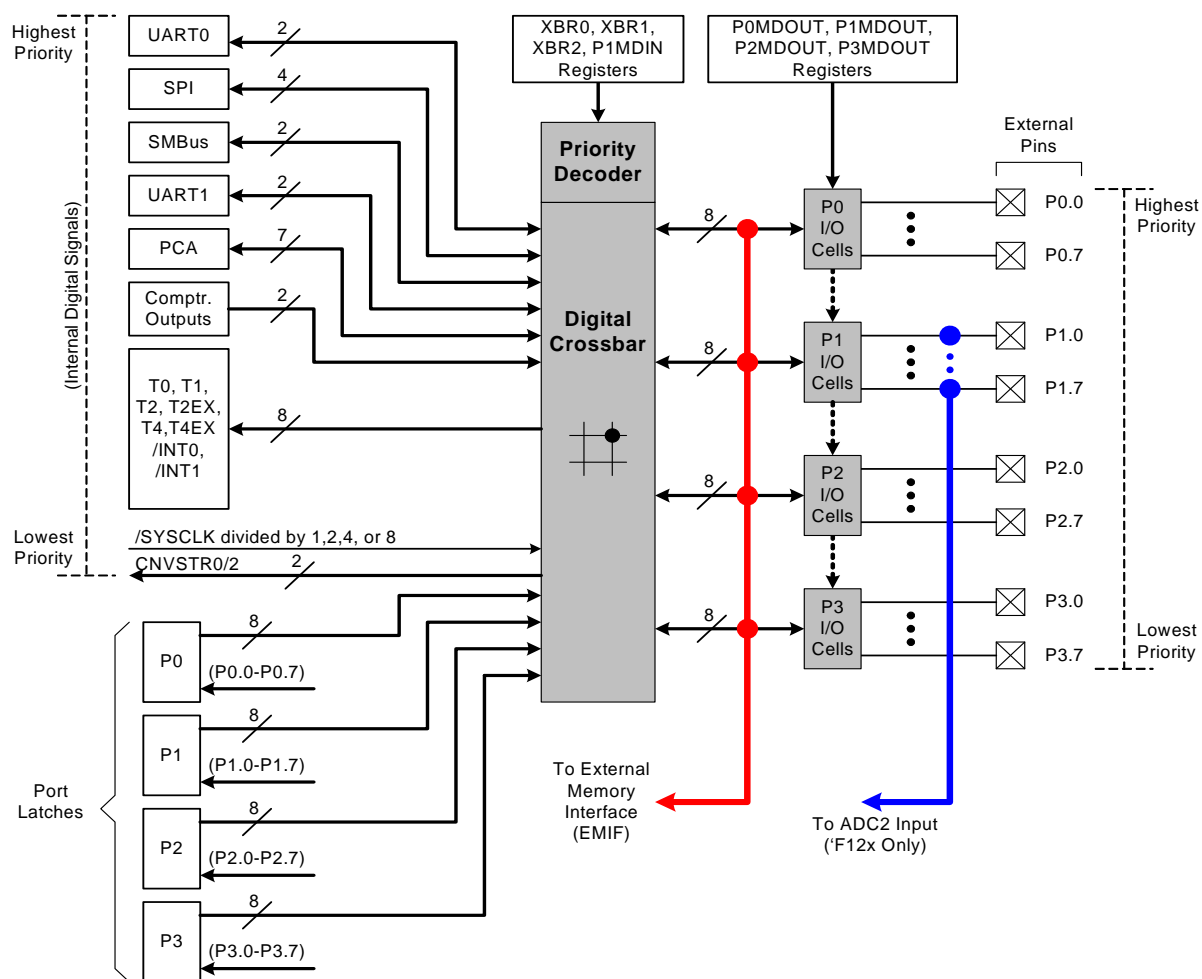 Highest
Priority
UART0
2
SPI
4
SMBus
2
UART1
2
PCA
7
Comptr.
Outputs
2
T0, T1,
T2, T2EX,
T4,T4EX
/INT0,
/INT1
8
(Internal Digital Signals)
Lowest
Priority
/SYSCLK divided by 1,2,4, or 8
CNVSTR0/2
2
XBR0, XBR1,
XBR2, P1MDIN
Registers
P0MDOUT, P1MDOUT,
P2MDOUT, P3MDOUT
Registers
Priority
Decoder
Digital
Crossbar
8
8
8
8
P0
I/O
Cells
P1
I/O
Cells
P2
I/O
Cells
P3
I/O
Cells
External
Pins
P0.0
P0.7
P1.0
P1.7
P2.0
P2.7
P3.0
P3.7
Highest
Priority
Lowest
Priority
Port
Latches
P0
8
(P0.0-P0.7)
P1
8
(P1.0-P1.7)
P2
8
(P2.0-P2.7)
P3
8
(P3.0-P3.7)
To External
Memory
Interface
(EMIF)
To ADC2 Input
('F12x Only)